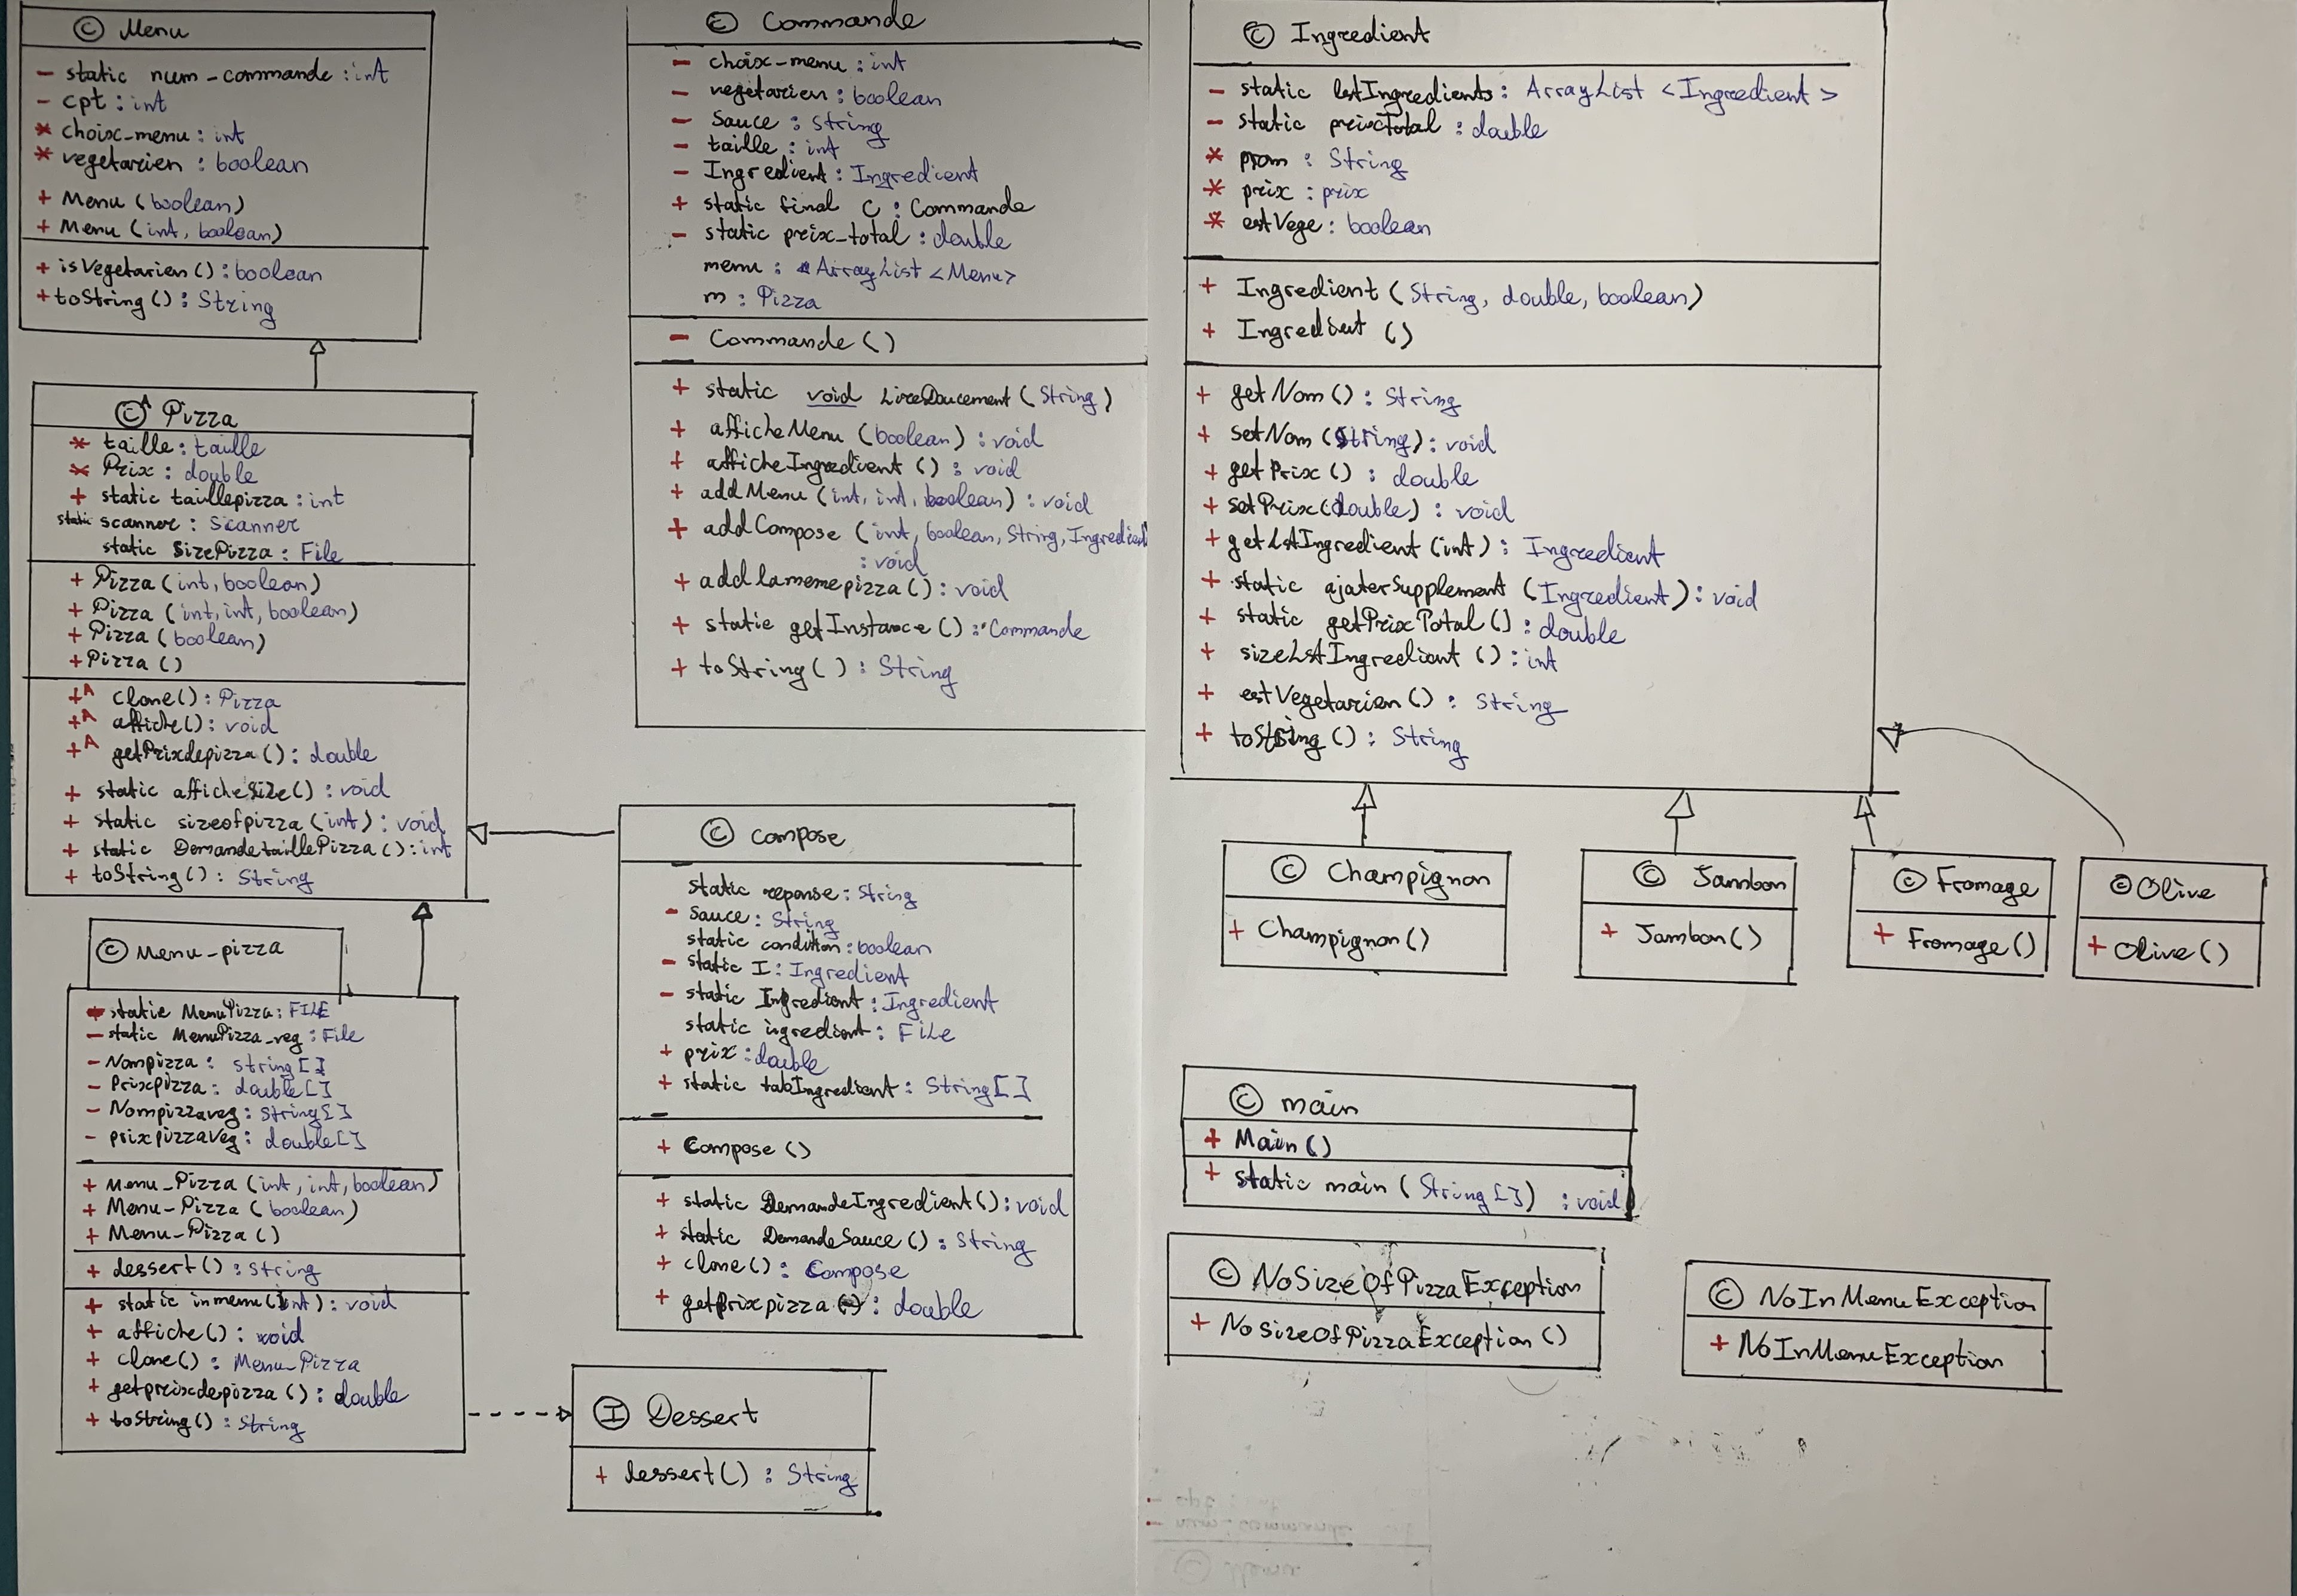 © Menu
- static num_commande : int
- cpt : int
* choix_menu : int
* vegetarien : boolean
+ Menu (boolean)
+ Menu (int, boolean)
+ isVegetarien() : boolean
+ toString() : String
© A Pizza
* taille : taille
* Prix : double
+ static taillepizza : int
static scanner : Scanner
static SizePizza : File
+ Pizza (int, boolean)
+ Pizza (int, int, boolean)
+ Pizza (boolean)
+ Pizza ()
+A clone() : Pizza
+A affiche() : void
+A getPrixdepizza () : double
+ static afficheSize() : void
+ static sizeofpizza (int) : void
+ static DemandetaillePizza () : int
+ toString() : String
© Menu_pizza
static MenuPizza : FILE
- static MenuPizza_veg : File
- Nompizza : string[]
- Prixpizza : double[]
- Nompizzaveg : string[]
- prixpizzaVeg : double[]
+ Menu_Pizza (int, int, boolean)
+ Menu-Pizza (boolean)
+ Menu-Pizza ()
+ dessert() : string
+ static inmenu (int) : void
+ affiche() : void
+ clone() : Menu_Pizza
+ getprixdepizza () : double
+ toString() : String
© Commande
- choix-menu : int
- vegetarien : boolean
- Sauce : String
- taille : int
- Ingredient : Ingredient
+ static final C : Commande
- static prix_total : double
menu : ArrayList <Menu>
m : Pizza
- Commande ()
+ static void LireDoucement (String)
+ afficheMenu (boolean) : void
+ afficheIngredient () : void
+ addMenu (int, int, boolean) : void
+ addCompose (int, boolean, String, Ingredient
: void
+ addlamemepizza () : void
+ static getInstance () : Commande
+ toString () : String
© Compose
static reponse : String
- Sauce : String
static condition : boolean
- static I : Ingredient
- static Ingredient : Ingredient
static ingredient : FiLe
+ prix : double
+ static tabIngredient : String[]
+ Compose ()
+ static DemandeIngredient () : void
+ static DemandeSauce () : String
+ clone() : Compose
+ getprixpizza () : double
I Dessert
+ dessert() : String
© Ingredient
- static lstIngredients : ArrayList <Ingredient>
- static prixTotal : double
* : String
* prix : prix
* estVege : boolean
+ Ingredient (String, double, boolean)
+ Ingredient ()
+ getNom () : String
+ setNom (String) : void
+ getPrix () : double
+ setPrix (double) : void
+ getLstIngredient (int) : Ingredient
+ static ajaterSupplement (Ingredient) : void
+ static getPrixTotal () : double
+ sizeLstIngredient () : int
+ estVegetarien () : String
+ toString () : String
© Champignon
+ Champignon ()
© Jambon
+ Jambon ()
© Fromage
+ Fromage ()
© Olive
+ Olive ()
© main
+ Main ()
+ static main (String[]) : void
© NoSizeOfPizzaException
+ NoSizeOfPizzaException ()
© NoInMenuException
+ NoInMenuException